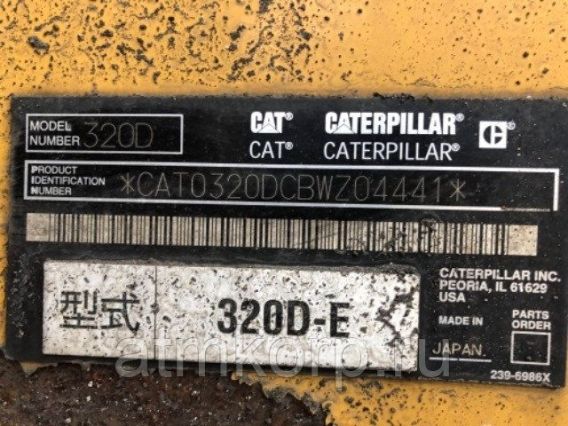 MODEL NUMBER 320D
CAT® CATERPILLAR® C
CAT® CATERPILLAR®
PRODUCT IDENTIFICATION NUMBER *CAT0320DCBWZ04441*
型式 320D-E
CATERPILLAR INC.
PEORIA, IL 61629
USA
MADE IN JAPAN
PARTS ORDER
239-6986X
atmkorp.ru